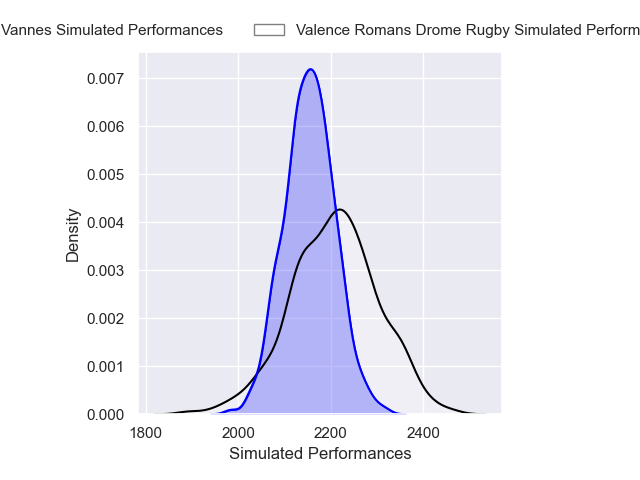 Vannes Simulated Performances
Valence Romans Drome Rugby Simulated Perform
0.007
0.006
0.005
0.004
0.003
0.002
0.001
0.000
Density
1800 2000 2200 2400
Simulated Performances